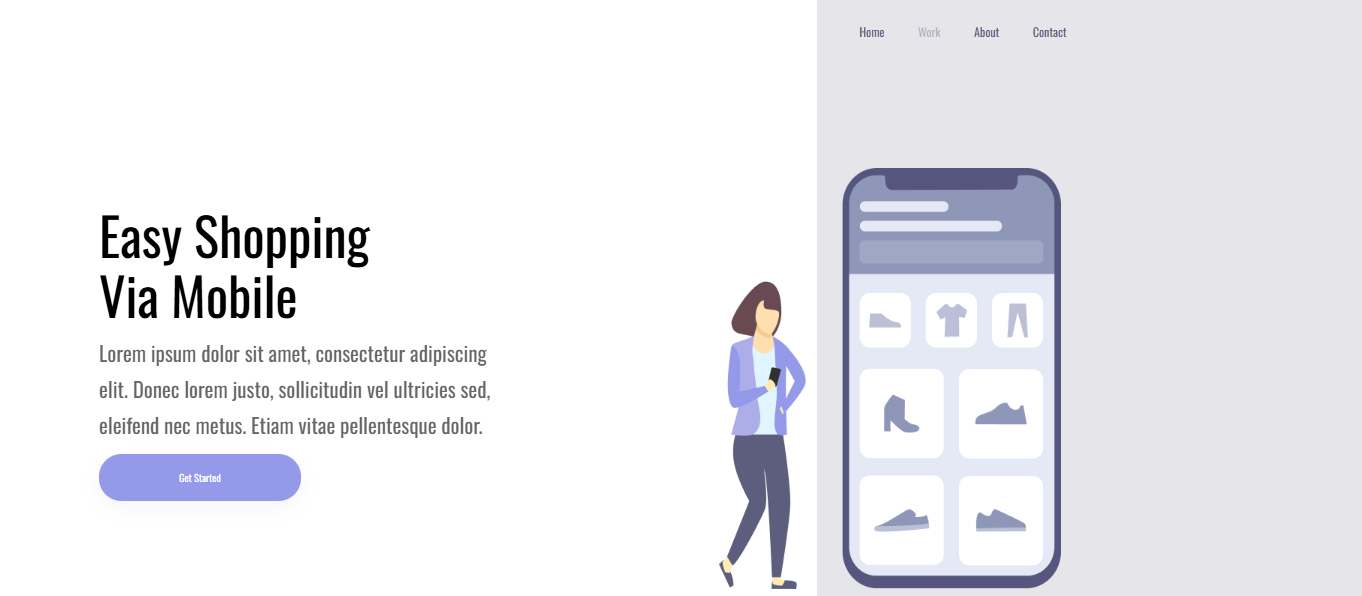 Home Work About Contact
Easy Shopping
Via Mobile
Lorem ipsum dolor sit amet, consectetur adipiscing
elit. Donec lorem justo, sollicitudin vel ultricies sed,
eleifend nec metus. Etiam vitae pellentesque dolor.
Get Started